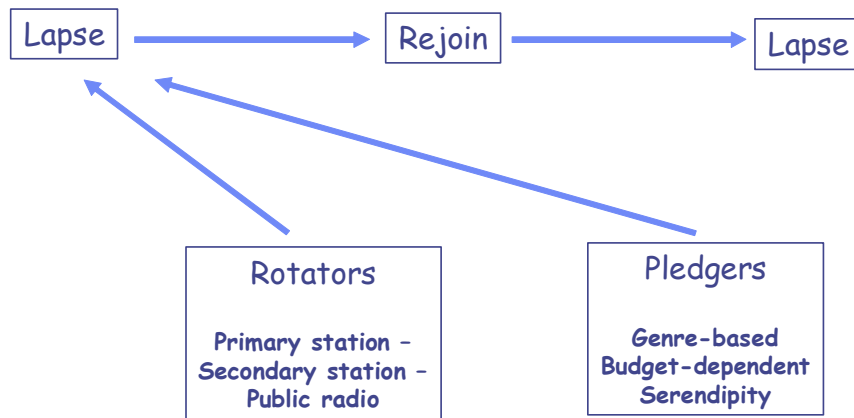 Lapse
Rejoin
Lapse
Rotators
Primary station –
Secondary station –
Public radio
Pledgers
Genre-based
Budget-dependent
Serendipity